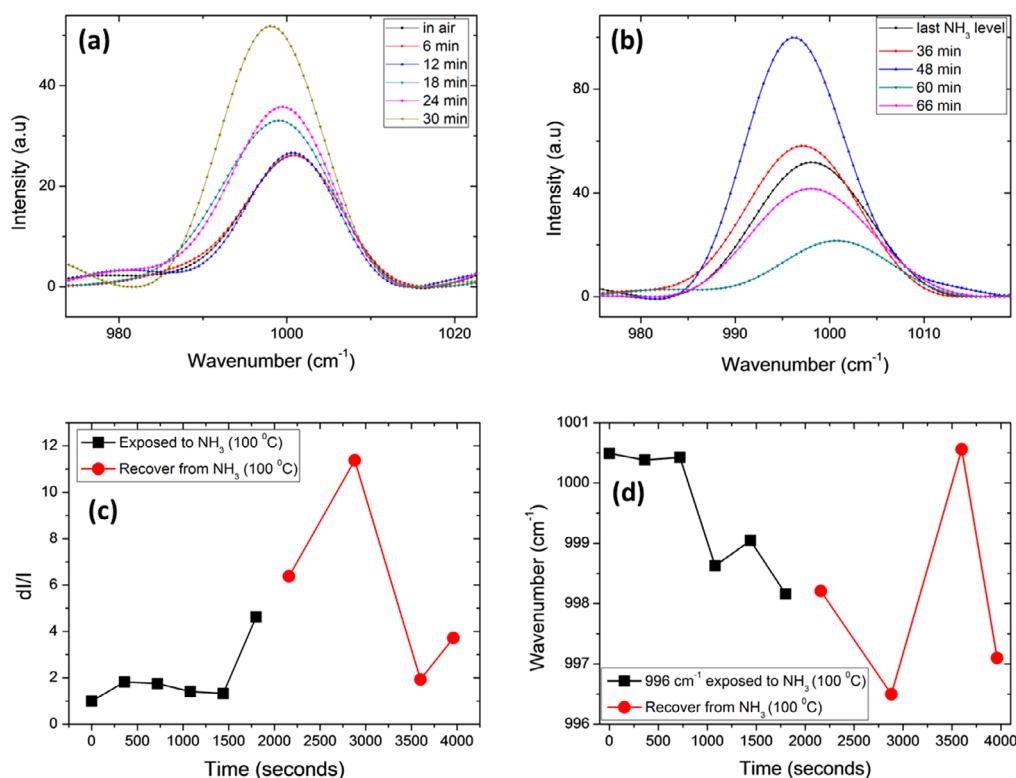 (a)
in air
6 min
12 min
18 min
24 min
30 min
Intensity (a.u)
50
25
0
980
1000
1020
Wavenumber (cm⁻¹)
(b)
last NH₃ level
36 min
48 min
60 min
66 min
Intensity (a.u)
80
40
0
980
990
1000
1010
Wavenumber (cm⁻¹)
(c)
Exposed to NH₃ (100 ⁰C)
Recover from NH₃ (100 ⁰C)
dI/I
12
10
8
6
4
2
0
0
500
1000
1500
2000
2500
3000
3500
4000
Time (seconds)
(d)
996 cm⁻¹ exposed to NH₃ (100 ⁰C)
Recover from NH₃ (100 ⁰C)
Wavenumber (cm⁻¹)
1001
1000
999
998
997
996
0
500
1000
1500
2000
2500
3000
3500
4000
Time (seconds)